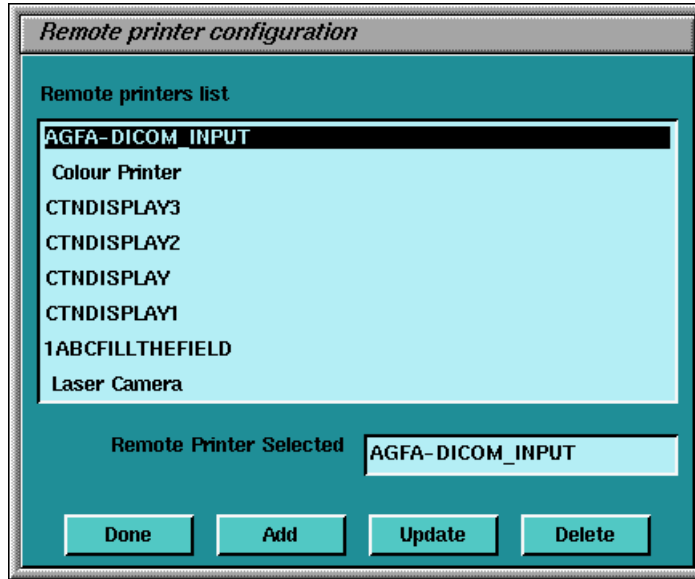 Remote printer configuration
Remote printers list
AGFA-DICOM_INPUT
Colour Printer
CTNDISPLAY3
CTNDISPLAY2
CTNDISPLAY
CTNDISPLAY1
1ABCFILLTHEFIELD
Laser Camera
Remote Printer Selected AGFA-DICOM_INPUT
Done Add Update Delete